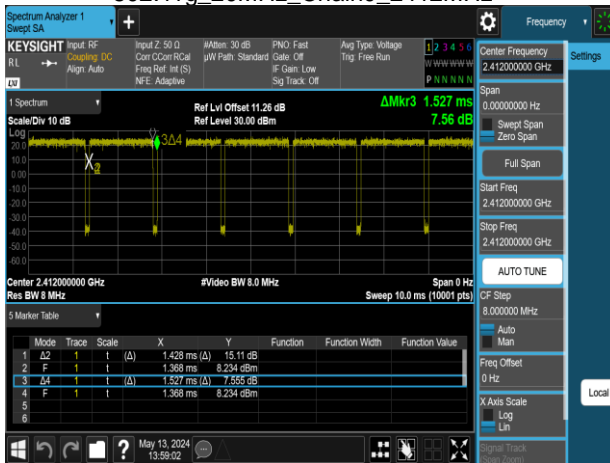 Spectrum Analyzer 1
Swept SA
+
Frequency
Settings
KEYSIGHT
RL
LXI
Input: RF
Coupling: DC
Align: Auto
Input Z: 50 Ω
Corr CCorr RCal
Freq Ref: Int (S)
NFE: Adaptive
#Atten: 30 dB
µW Path: Standard
PNO: Fast
Gate: Off
IF Gain: Low
Sig Track: Off
Avg Type: Voltage
Trig: Free Run
1 2 3 4 5 6
W W W W W W
P N N N N N
1 Spectrum
Scale/Div 10 dB
Ref Lvl Offset 11.26 dB
Ref Level 30.00 dBm
ΔMkr3 1.527 ms
7.56 dB
Log
20.0
10.0
0.00
-10.0
-20.0
-30.0
-40.0
-50.0
-60.0
3Δ4
Center 2.412000000 GHz
Res BW 8 MHz
#Video BW 8.0 MHz
Span 0 Hz
Sweep 10.0 ms (10001 pts)
5 Marker Table
Mode Trace Scale X Y Function Function Width Function Value
1 Δ2 1 t (Δ) 1.428 ms (Δ) 15.11 dB
2 F 1 t 1.368 ms 8.234 dBm
3 Δ4 1 t (Δ) 1.527 ms (Δ) 7.555 dB
4 F 1 t 1.368 ms 8.234 dBm
5
6
?
May 13, 2024
13:59:02
Center Frequency
2.412000000 GHz
Span
0.00000000 Hz
Swept Span
Zero Span
Full Span
Start Freq
2.412000000 GHz
Stop Freq
2.412000000 GHz
AUTO TUNE
CF Step
8.000000 MHz
Auto
Man
Freq Offset
0 Hz
X Axis Scale
Log
Lin
Signal Track
(Span Zoom)
Local